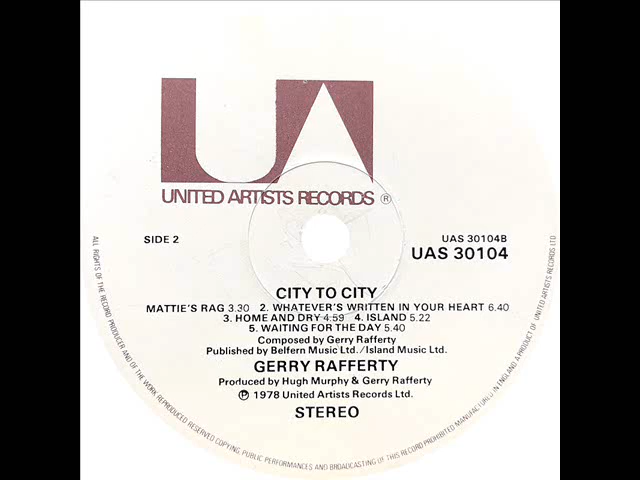 UA
UNITED ARTISTS RECORDS ®
SIDE 2
UAS 30104B
UAS 30104
CITY TO CITY
MATTIE'S RAG 3.30 2. WHATEVER'S WRITTEN IN YOUR HEART 6.40
3. HOME AND DRY 4:59 4. ISLAND 5.22
5. WAITING FOR THE DAY 5.40
Composed by Gerry Rafferty
Published by Belfern Music Ltd./Island Music Ltd.
GERRY RAFFERTY
Produced by Hugh Murphy & Gerry Rafferty
℗ 1978 United Artists Records Ltd.
STEREO
ALL RIGHTS OF THE RECORD PRODUCER AND OF THE WORK REPRODUCED RESERVED COPYING, PUBLIC PERFORMANCES AND BROADCASTING OF THIS RECORD PROHIBITED MANUFACTURED IN ENGLAND A PRODUCT OF UNITED ARTISTS RECORDS LTD